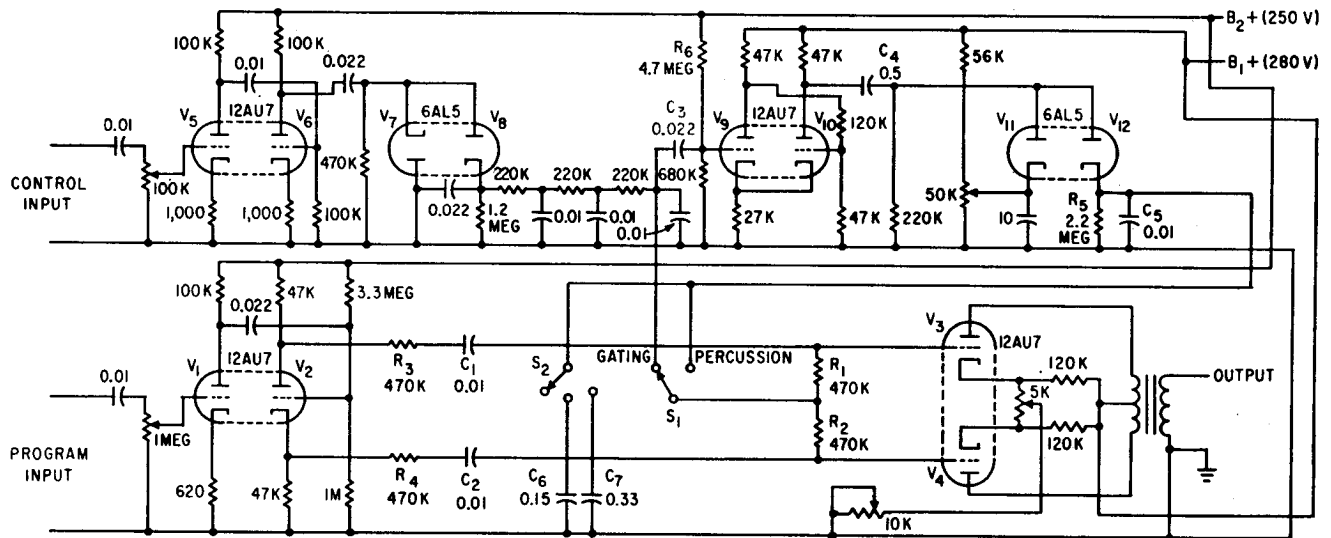 100K
100K
0.01
0.022
V5
12AU7
V6
0.01
CONTROL
INPUT
100K
1,000
1,000
100K
470K
V7
6AL5
V8
0.022
1.2
MEG
220K
220K
220K
0.01
0.01
0.01
R6
4.7 MEG
C3
0.022
680K
47K
47K
V9
12AU7
V10
27K
120K
47K
C4
0.5
220K
56K
50K
10
V11
6AL5
V12
R5
2.2
MEG
C5
0.01
B2 + (250 V)
B1 + (280 V)
100K
47K
3.3 MEG
0.022
V1
12AU7
V2
0.01
PROGRAM
INPUT
1MEG
620
47K
1M
R3
470K
C1
0.01
R4
470K
C2
0.01
S2
GATING
PERCUSSION
S1
C6
0.15
C7
0.33
R1
470K
R2
470K
V3
12AU7
V4
120K
5K
120K
10K
OUTPUT